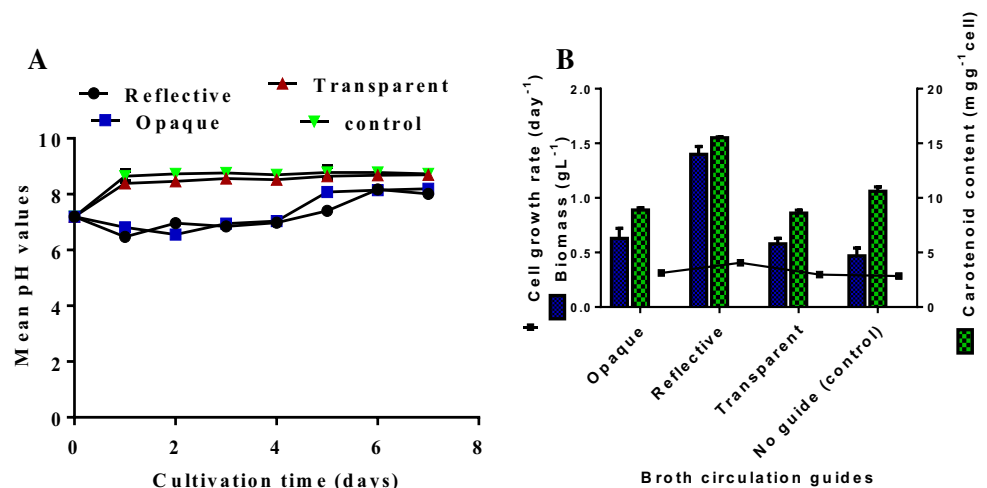 A
Reflective
Transparent
Opaque
control
10
8
6
4
2
0
Mean pH values
0 2 4 6 8
Cultivation time (days)
B
Cell growth rate (day⁻¹)
Biomass (gL⁻¹)
2.0
1.5
1.0
0.5
0.0
20
15
10
5
0
Carotenoid content (mgg⁻¹cell)
Opaque
Reflective
Transparent
No guide (control)
Broth circulation guides